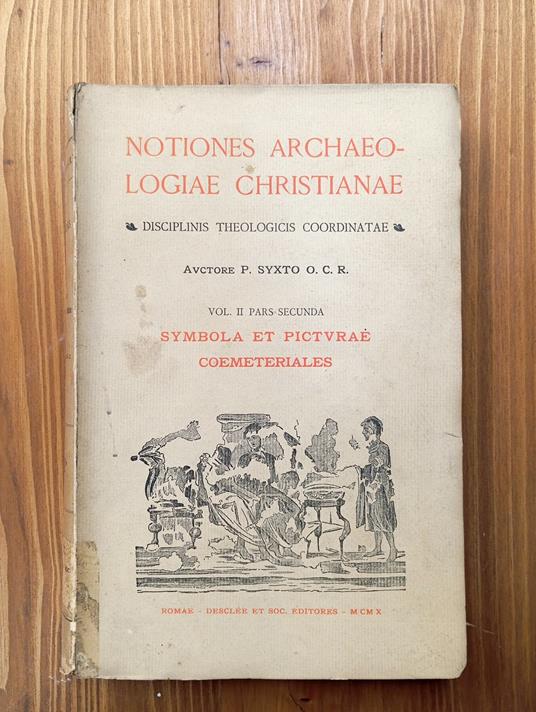 NOTIONES ARCHAEO-
LOGIAE CHRISTIANAE
DISCIPLINIS THEOLOGICIS COORDINATAE
AVCTORE P. SYXTO O. C. R.
VOL. II PARS SECUNDA
SYMBOLA ET PICTVRAE
COEMETERIALES
ROMAE - DESCLÉE ET SOC. EDITORES - MCMX